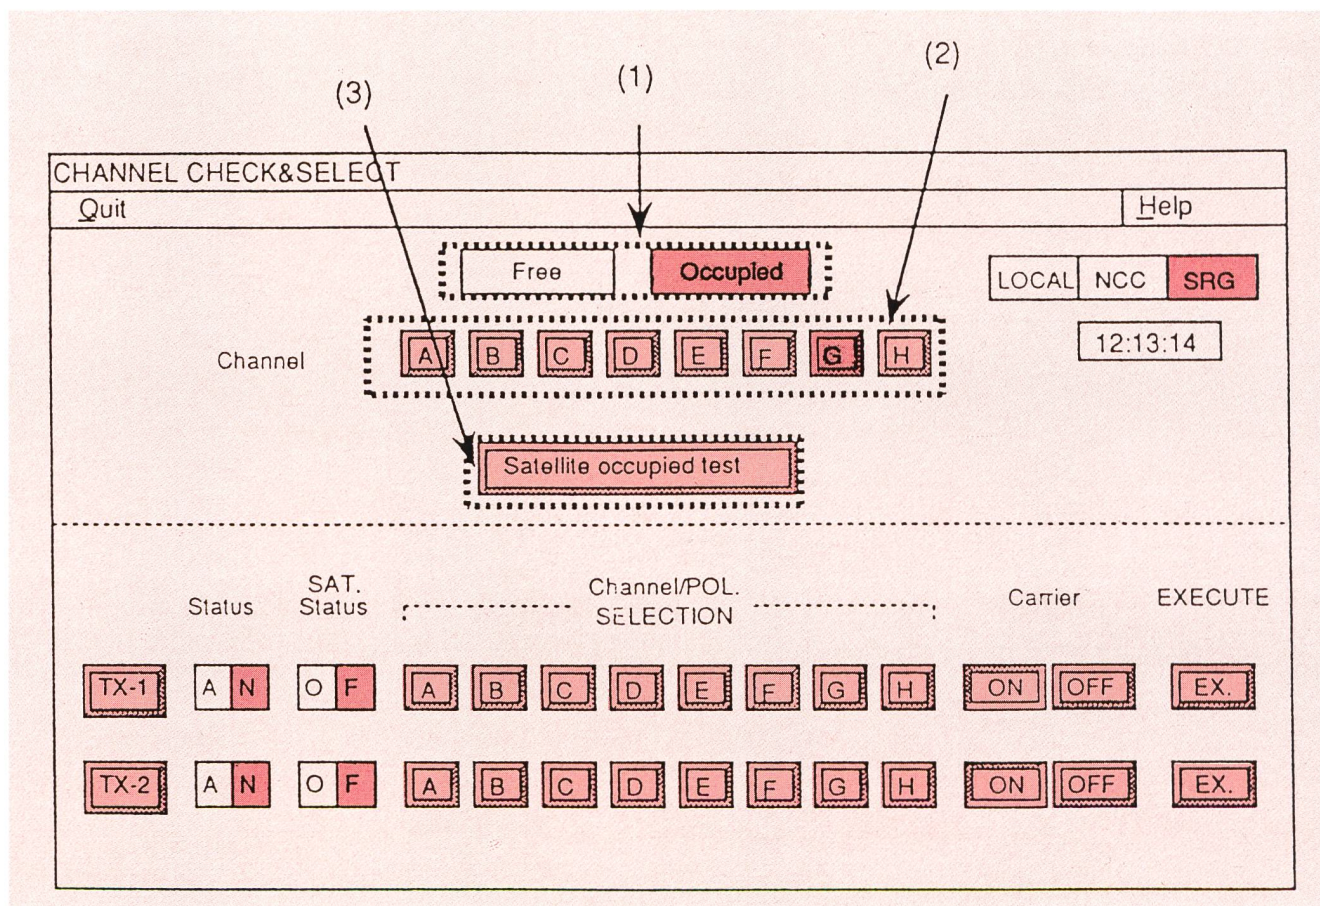 (1)
(2)
(3)
CHANNEL CHECK&SELECT
Quit Help
Free Occupied
LOCAL NCC SRG
12:13:14
Channel A B C D E F G H
Satellite occupied test
Status SAT. Status Channel/POL. SELECTION Carrier EXECUTE
TX-1 A N O F A B C D E F G H ON OFF EX.
TX-2 A N O F A B C D E F G H ON OFF EX.